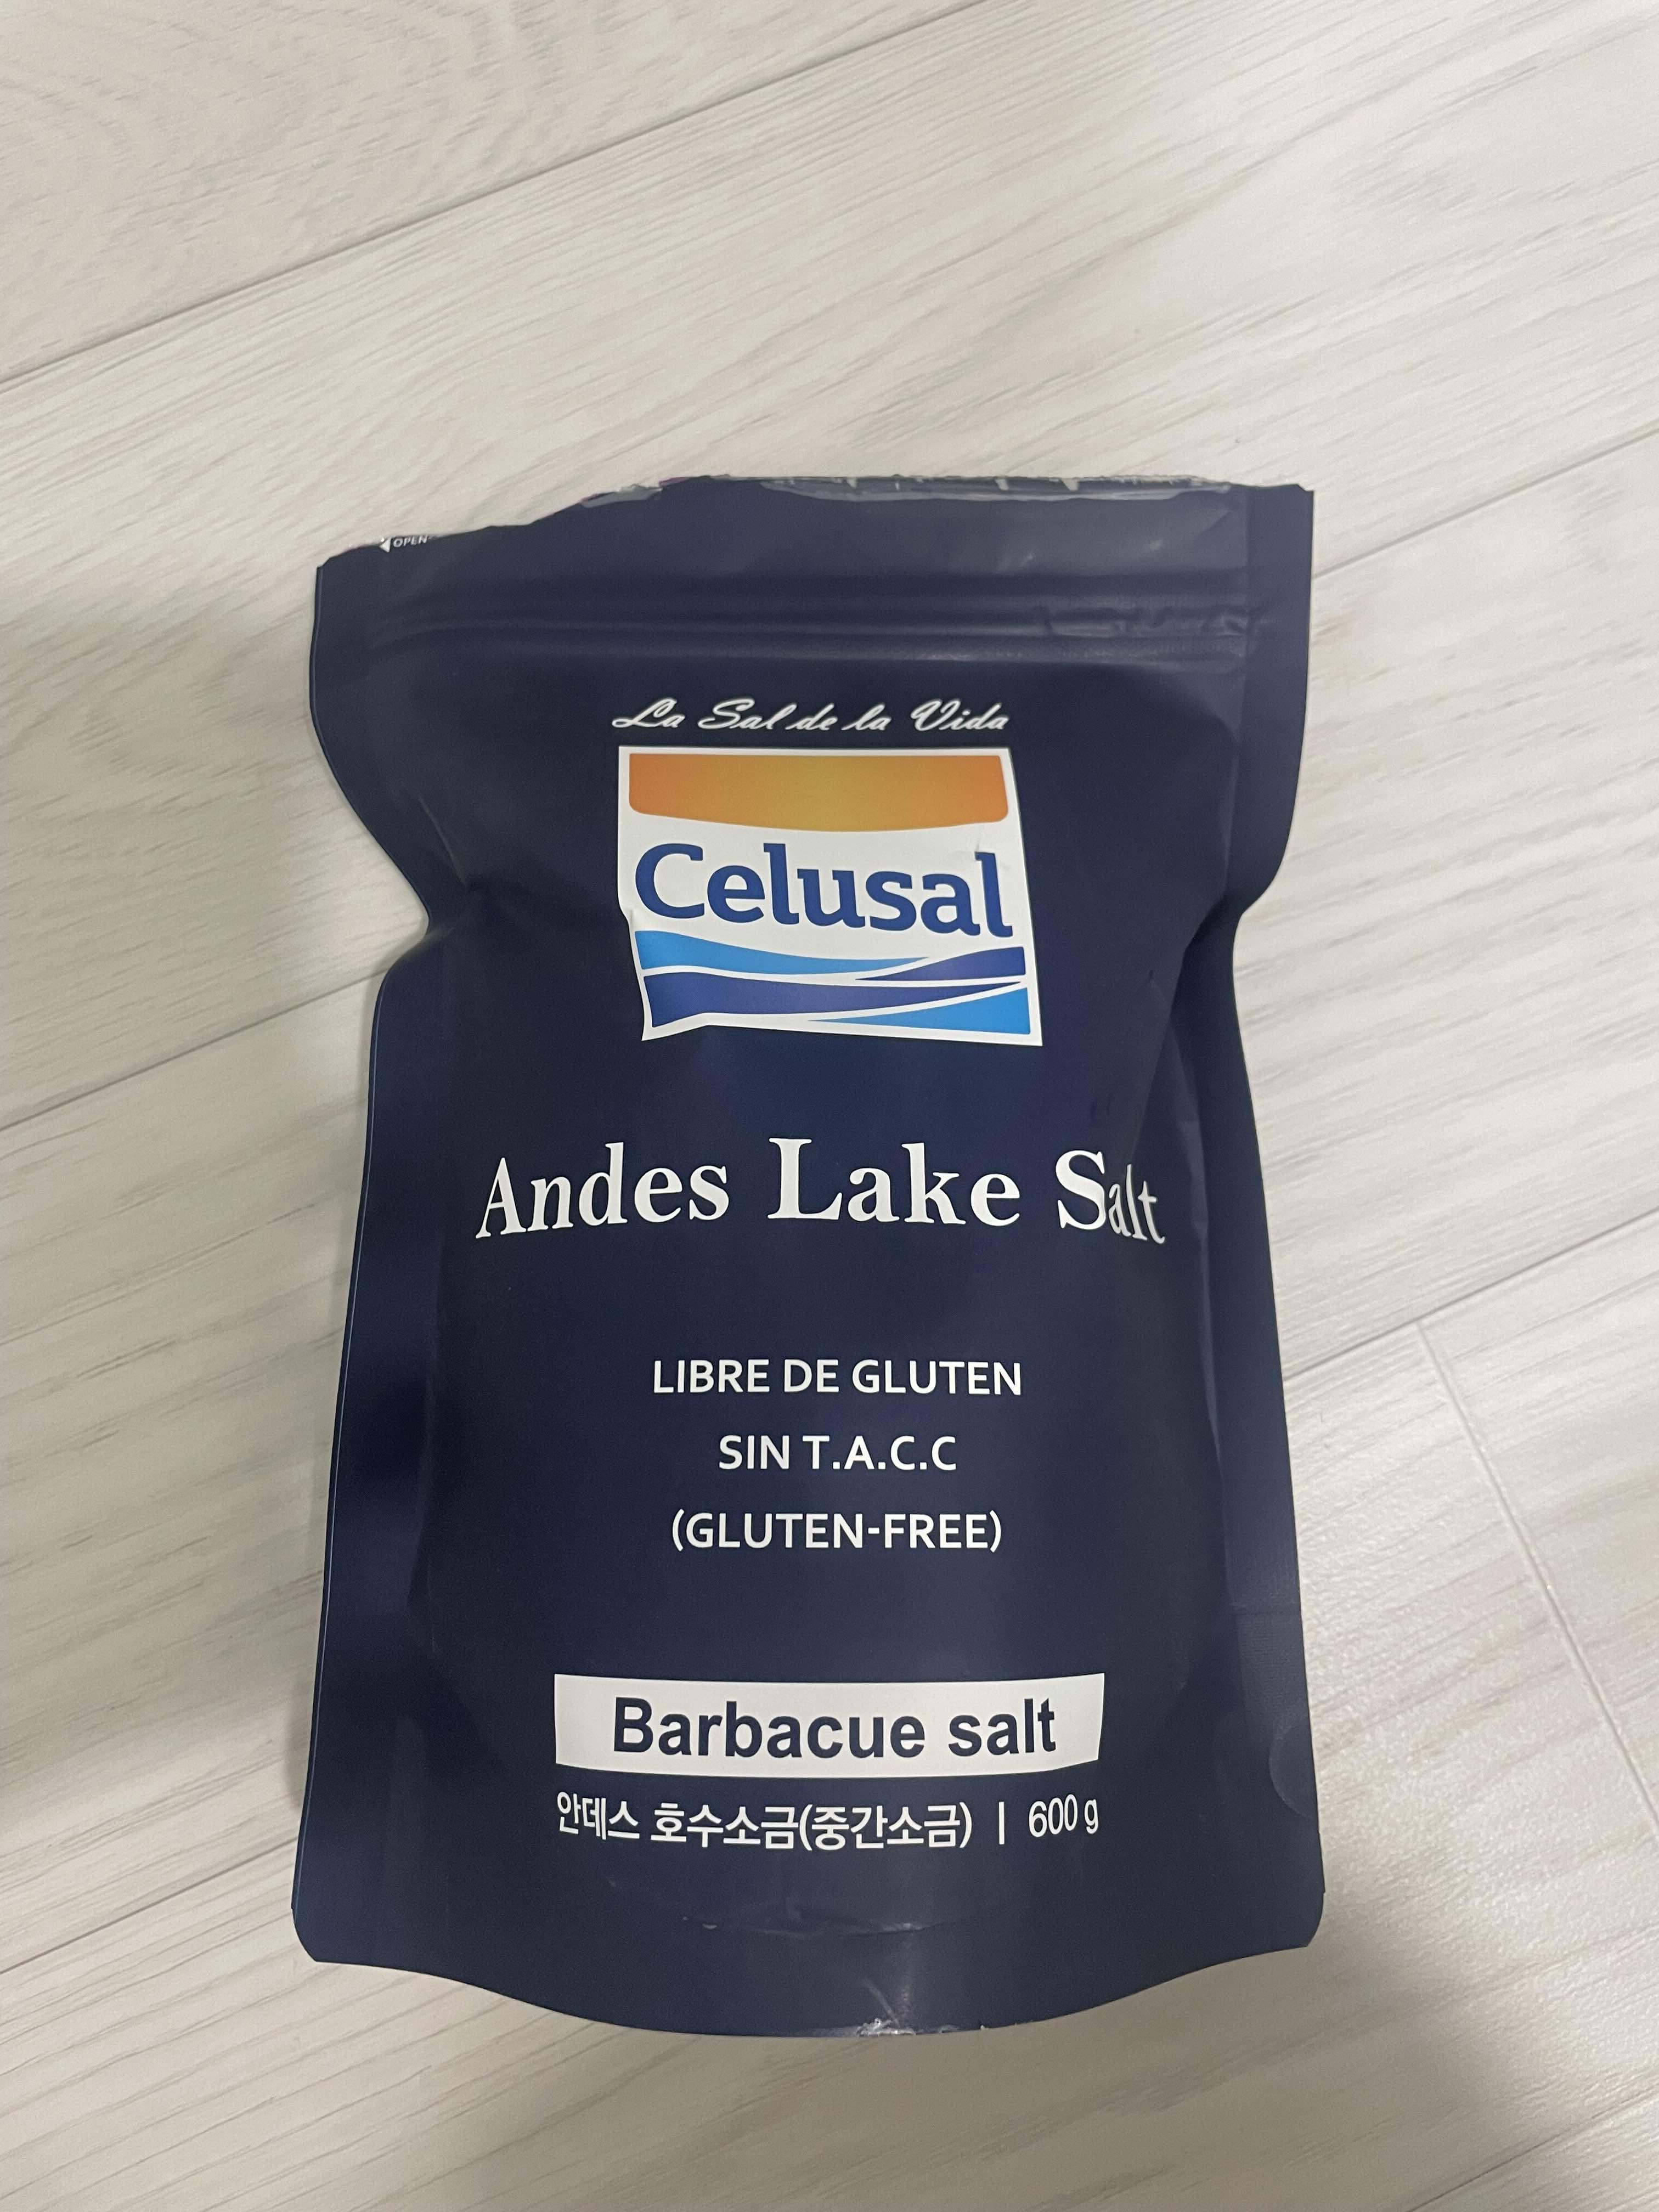 OPEN
La Sal de la Vida
Celusal
Andes Lake Salt
LIBRE DE GLUTEN
SIN T.A.C.C
(GLUTEN-FREE)
Barbacue salt
안데스 호수소금(중간소금) | 600 g